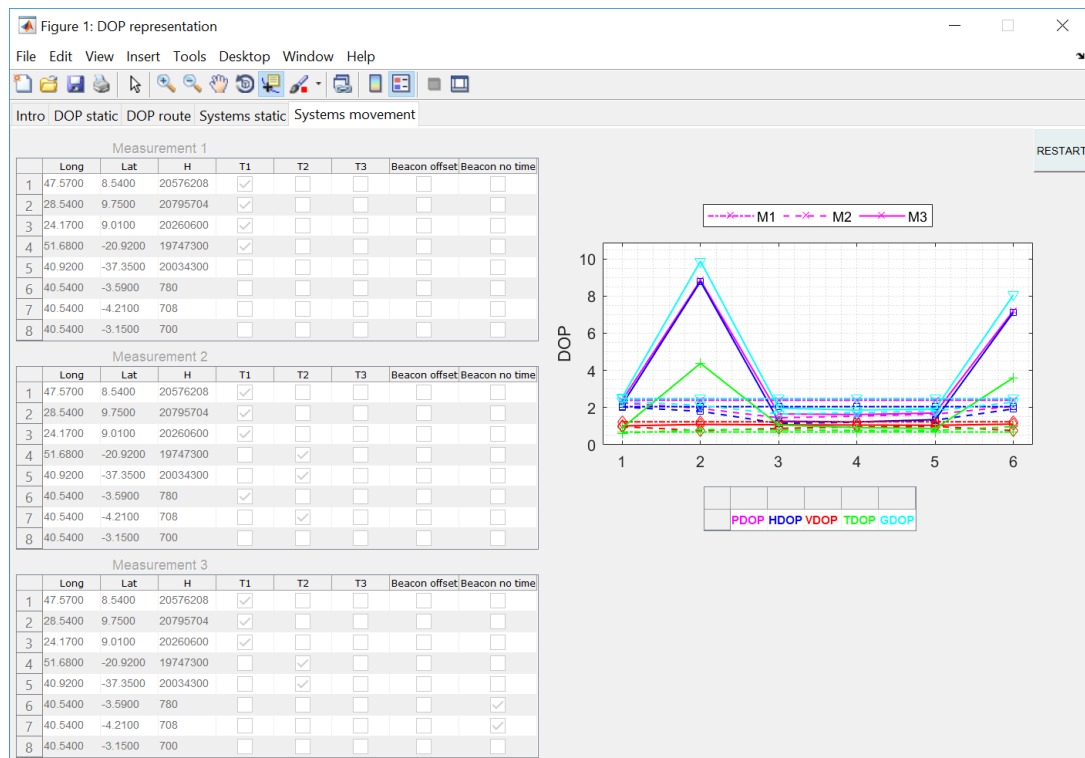 Figure 1: DOP representation
File Edit View Insert Tools Desktop Window Help
Intro DOP static DOP route Systems static Systems movement
RESTART
Measurement 1
Long Lat H T1 T2 T3 Beacon offset Beacon no time
1 47.5700 8.5400 20576208
2 28.5400 9.7500 20795704
3 24.1700 9.0100 20260600
4 51.6800 -20.9200 19747300
5 40.9200 -37.3500 20034300
6 40.5400 -3.5900 780
7 40.5400 -4.2100 708
8 40.5400 -3.1500 700
Measurement 2
Long Lat H T1 T2 T3 Beacon offset Beacon no time
1 47.5700 8.5400 20576208
2 28.5400 9.7500 20795704
3 24.1700 9.0100 20260600
4 51.6800 -20.9200 19747300
5 40.9200 -37.3500 20034300
6 40.5400 -3.5900 780
7 40.5400 -4.2100 708
8 40.5400 -3.1500 700
Measurement 3
Long Lat H T1 T2 T3 Beacon offset Beacon no time
1 47.5700 8.5400 20576208
2 28.5400 9.7500 20795704
3 24.1700 9.0100 20260600
4 51.6800 -20.9200 19747300
5 40.9200 -37.3500 20034300
6 40.5400 -3.5900 780
7 40.5400 -4.2100 708
8 40.5400 -3.1500 700
M1 M2 M3
DOP
10
8
6
4
2
0
1 2 3 4 5 6
PDOP HDOP VDOP TDOP GDOP